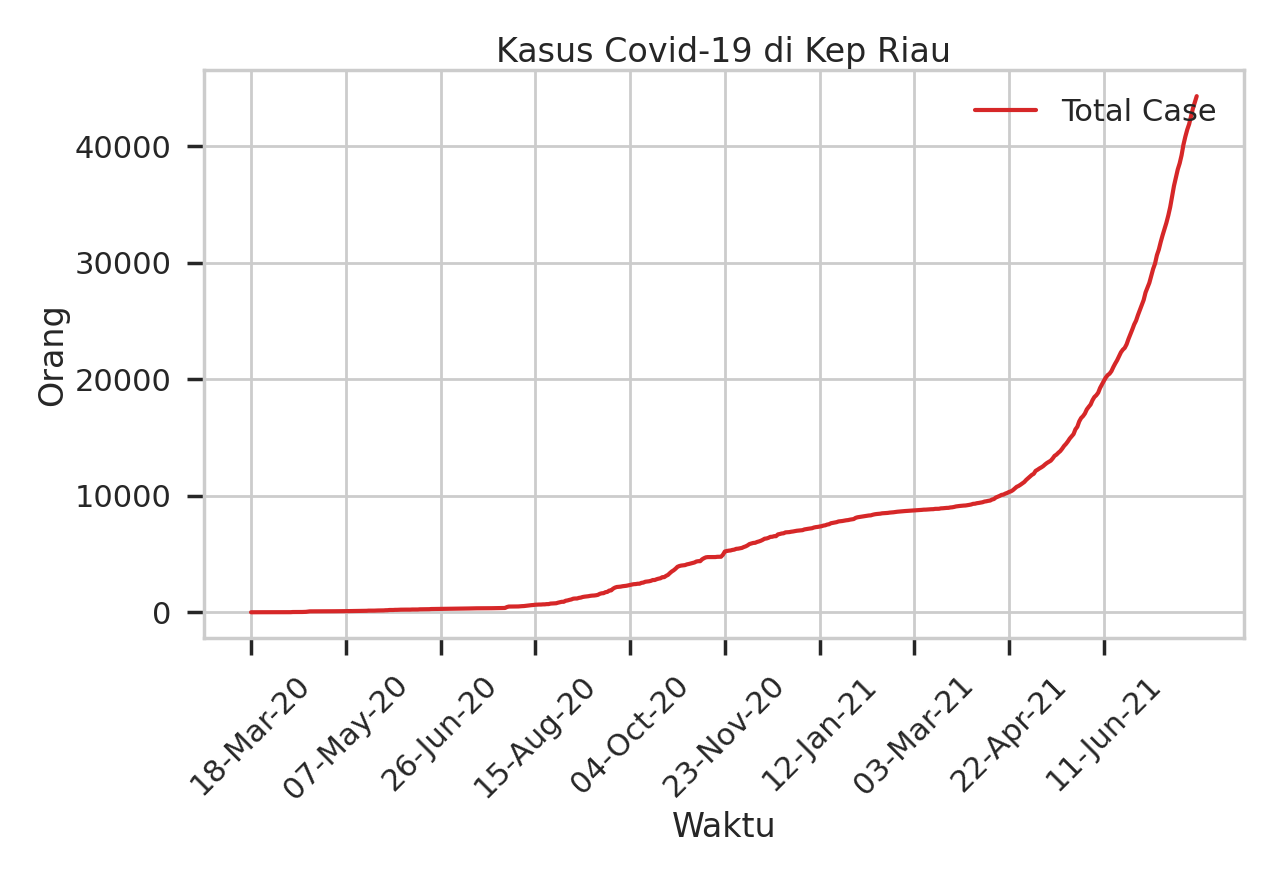 Kasus Covid-19 di Kep Riau
Total Case
Orang
40000
30000
20000
10000
0
18-Mar-20
07-May-20
26-Jun-20
15-Aug-20
04-Oct-20
23-Nov-20
12-Jan-21
03-Mar-21
22-Apr-21
11-Jun-21
Waktu